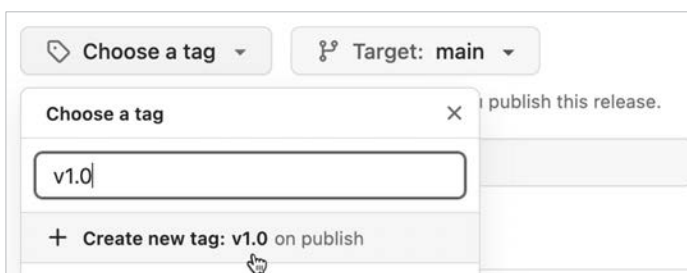 Choose a tag Target: main
Choose a tag
publish this release.
v1.0
Create new tag: v1.0 on publish